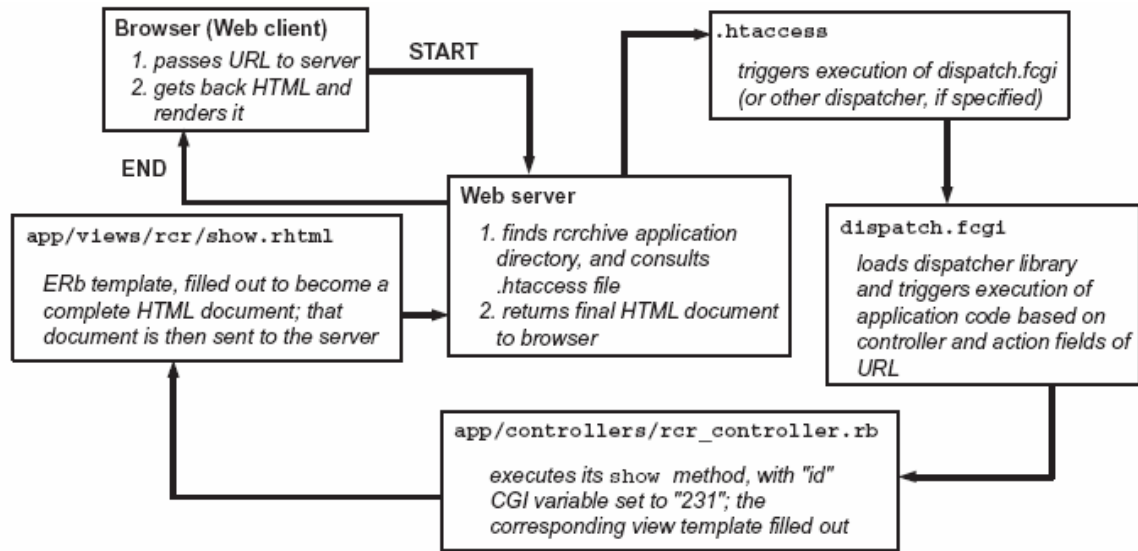 Browser (Web client)
1. passes URL to server
2. gets back HTML and
renders it
START
END
.htaccess
triggers execution of dispatch.fcgi
(or other dispatcher, if specified)
Web server
1. finds rcrchive application
directory, and consults
.htaccess file
2. returns final HTML document
to browser
dispatch.fcgi
loads dispatcher library
and triggers execution of
application code based on
controller and action fields of
URL
app/views/rcr/show.rhtml
ERb template, filled out to become a
complete HTML document; that
document is then sent to the server
app/controllers/rcr_controller.rb
executes its show method, with "id"
CGI variable set to "231"; the
corresponding view template filled out